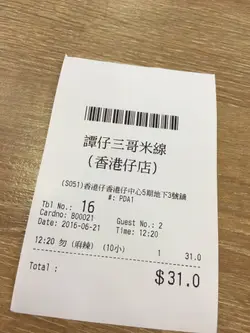 譚仔三哥米線
(香港仔店)
(S051)香港仔香港仔中心5期地下3號舖
#: PDA1
Tbl No.: 16
Guest No.: 2
Cardno: B00021
Date: 2016-06-21 Time: 12:20
12:20 勿 (麻辣) (10小) 1 31.0
Total : $31.0